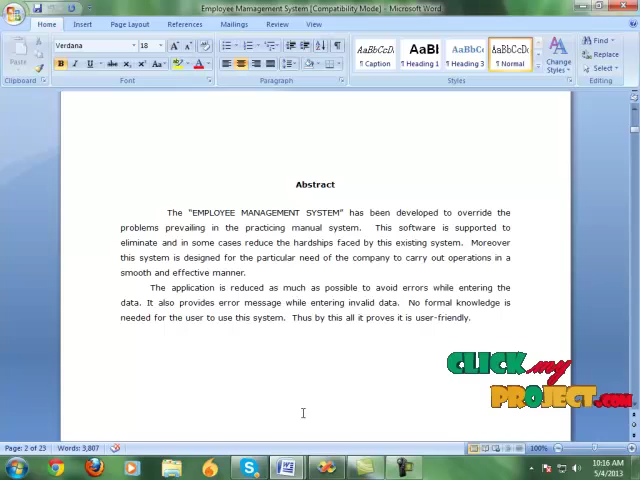 Employee Mamagement System [Compatibility Mode] - Microsoft Word
Home Insert Page Layout References Mailings Review View
Verdana 18
AaBbCcDc AaBb AaBbCc AaBbCcDc
Paste
¶ Caption Heading 1 ¶ Heading 3 ¶ Normal
Change Styles
Find
Replace
Select
Clipboard Font Paragraph Styles Editing
Abstract
The "EMPLOYEE MANAGEMENT SYSTEM" has been developed to override the
problems prevailing in the practicing manual system. This software is supported to
eliminate and in some cases reduce the hardships faced by this existing system. Moreover
this system is designed for the particular need of the company to carry out operations in a
smooth and effective manner.
The application is reduced as much as possible to avoid errors while entering the
data. It also provides error message while entering invalid data. No formal knowledge is
needed for the user to use this system. Thus by this all it proves it is user-friendly.
CLICK my
PROJECT.COM
Page: 2 of 23 Words: 3,807 100%
10:16 AM
5/4/2013